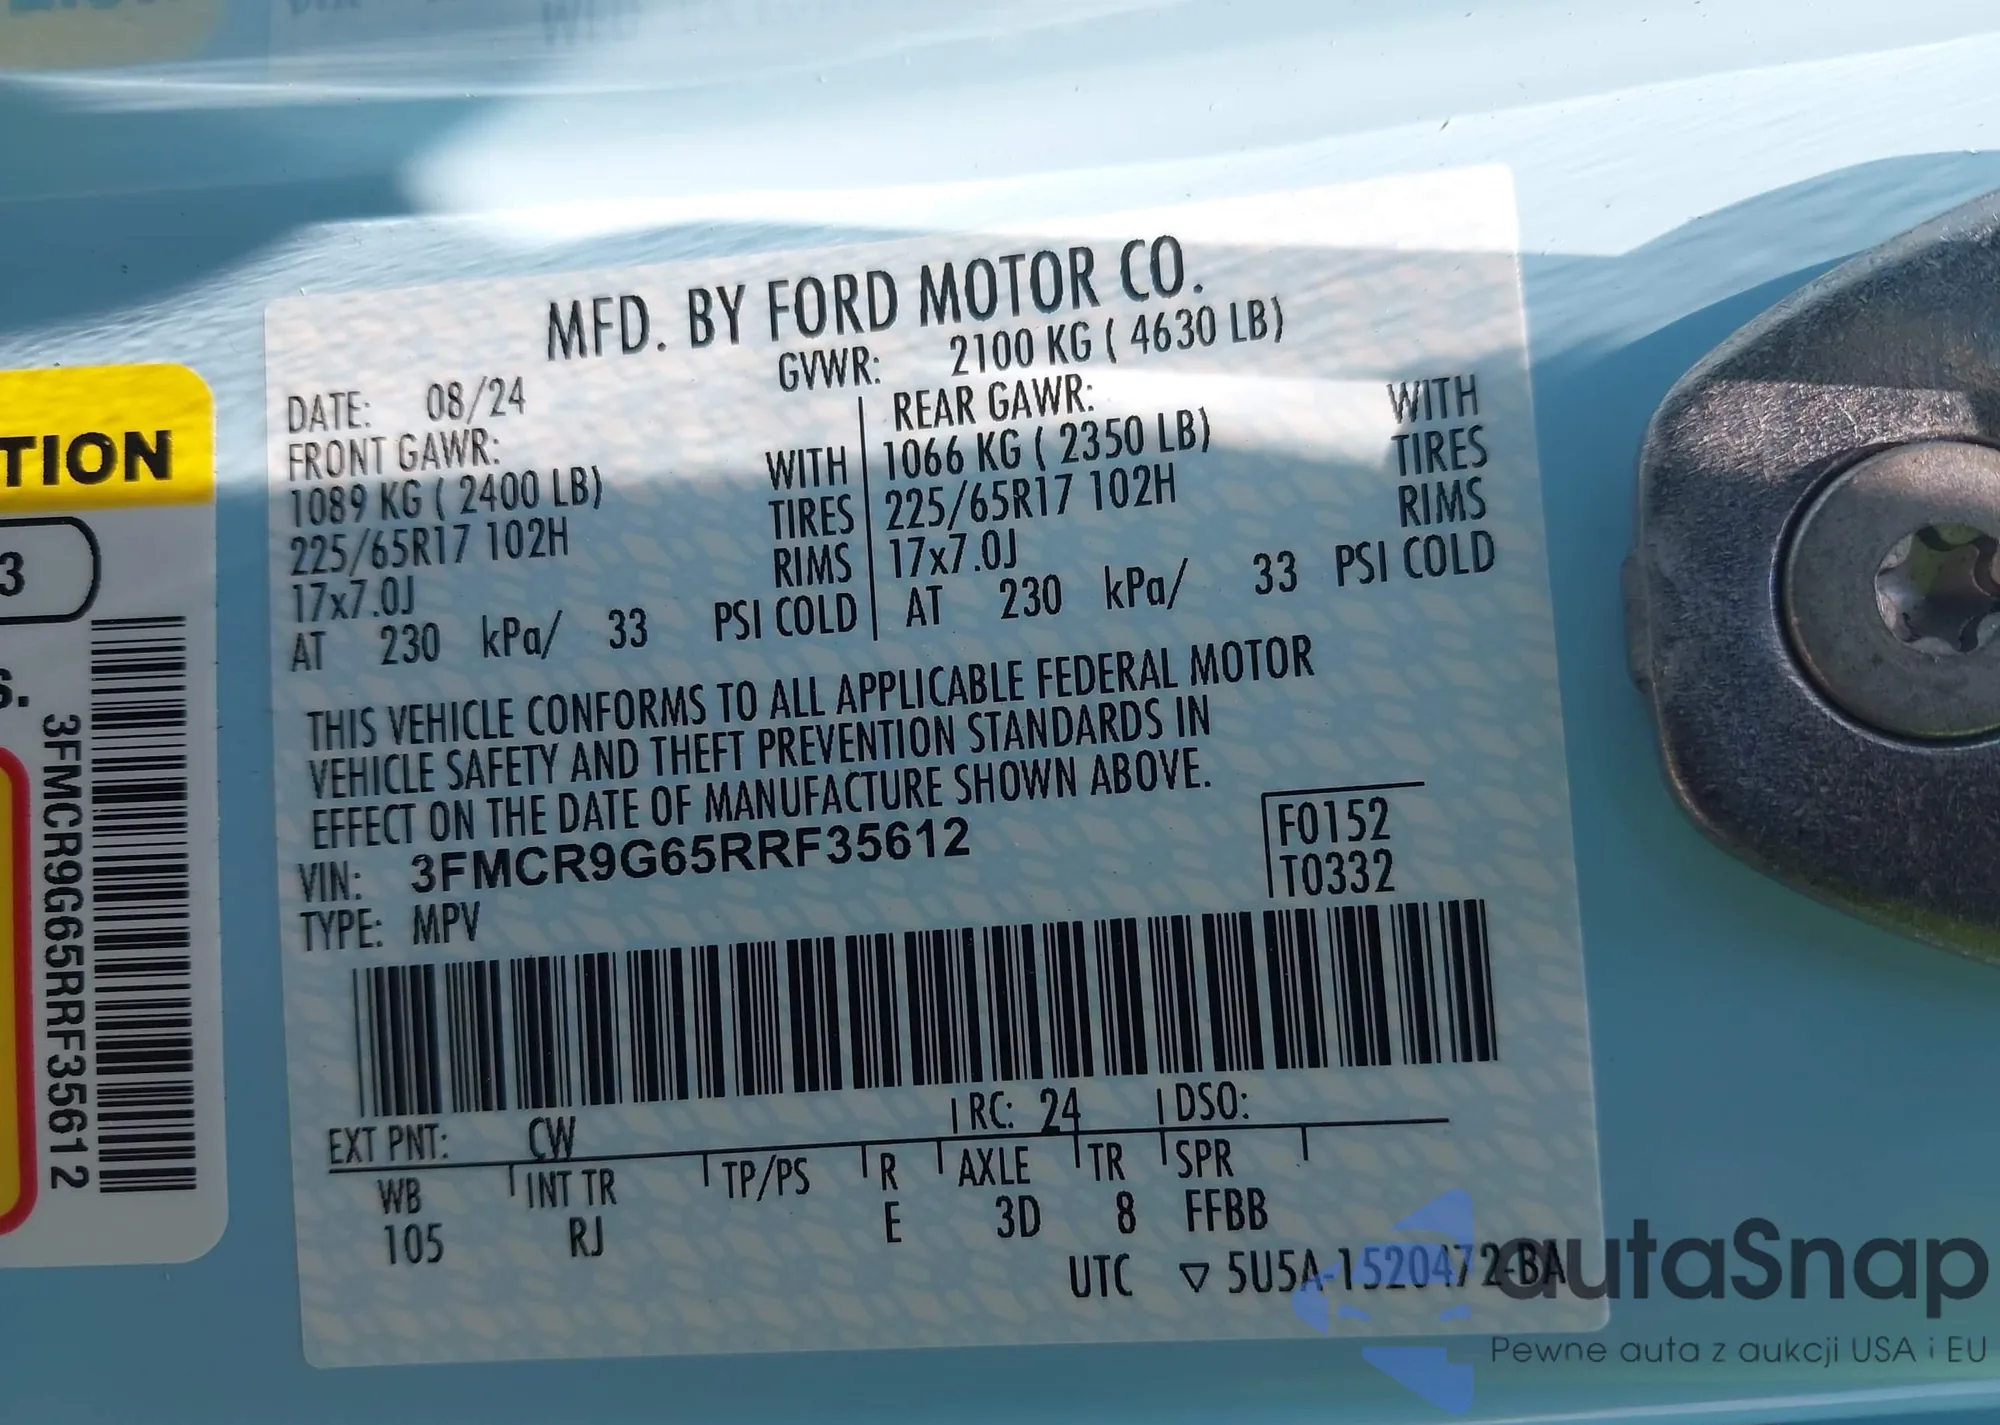 MFD. BY FORD MOTOR CO.
GVWR: 2100 KG ( 4630 LB)
DATE: 08/24
FRONT GAWR:
1089 KG ( 2400 LB) WITH
225/65R17 102H TIRES
17x7.0J RIMS
AT 230 kPa/ 33 PSI COLD
REAR GAWR: WITH
1066 KG ( 2350 LB) TIRES
225/65R17 102H RIMS
17x7.0J
AT 230 kPa/ 33 PSI COLD
THIS VEHICLE CONFORMS TO ALL APPLICABLE FEDERAL MOTOR
VEHICLE SAFETY AND THEFT PREVENTION STANDARDS IN
EFFECT ON THE DATE OF MANUFACTURE SHOWN ABOVE.
VIN: 3FMCR9G65RRF35612
F0152
T0332
TYPE: MPV
EXT PNT: CW RC: 24 DSO:
WB INT TR TP/PS R AXLE TR SPR
105 RJ E 3D 8 FFBB
UTC ▽ 5U5A-1520472-BA
TION
3
S.
3FMCR9G65RRF35612
autaSnap
Pewne auta z aukcji USA i EU